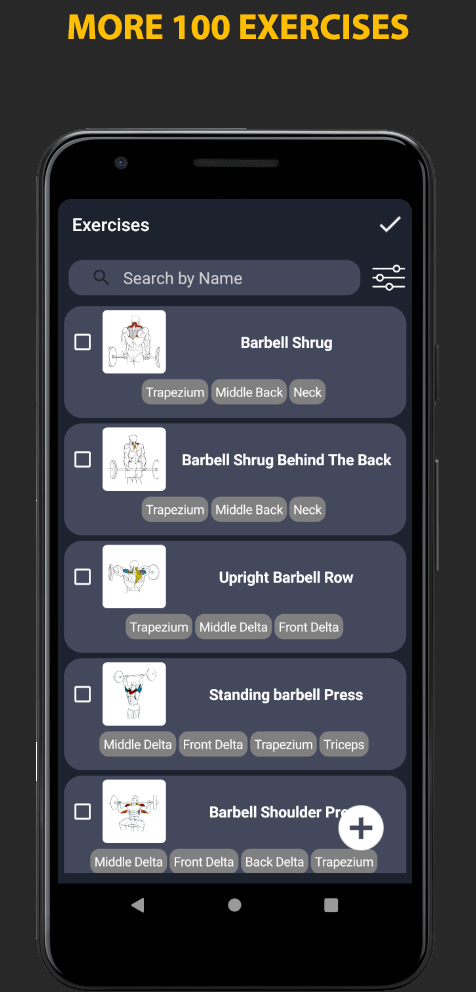 MORE 100 EXERCISES
Exercises
Search by Name
Barbell Shrug
Trapezium Middle Back Neck
Barbell Shrug Behind The Back
Trapezium Middle Back Neck
Upright Barbell Row
Trapezium Middle Delta Front Delta
Standing barbell Press
Middle Delta Front Delta Trapezium Triceps
Barbell Shoulder Pre
Middle Delta Front Delta Back Delta Trapezium